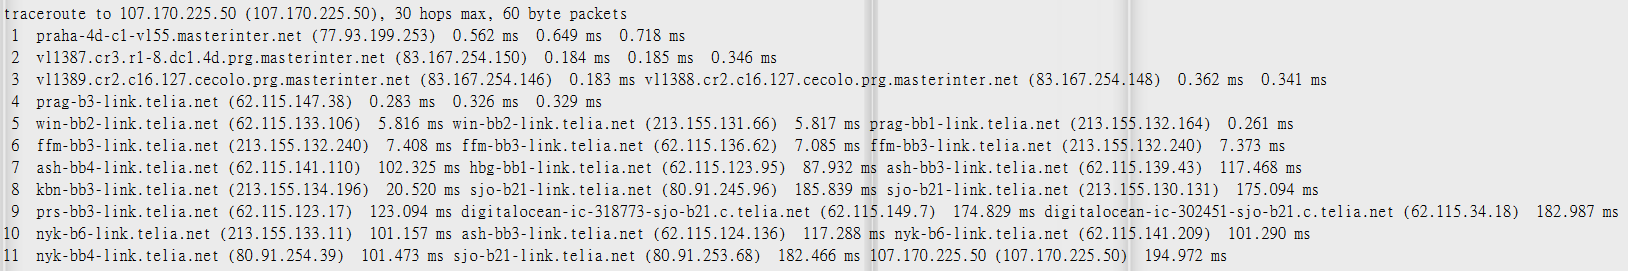 traceroute to 107.170.225.50 (107.170.225.50), 30 hops max, 60 byte packets
1 praha-4d-c1-vl55.masterinter.net (77.93.199.253) 0.562 ms 0.649 ms 0.718 ms
2 vl1387.cr3.r1-8.dc1.4d.prg.masterinter.net (83.167.254.150) 0.184 ms 0.185 ms 0.346 ms
3 vl1389.cr2.c16.127.cecolo.prg.masterinter.net (83.167.254.146) 0.183 ms vl1388.cr2.c16.127.cecolo.prg.masterinter.net (83.167.254.148) 0.362 ms 0.341 ms
4 prag-b3-link.telia.net (62.115.147.38) 0.283 ms 0.326 ms 0.329 ms
5 win-bb2-link.telia.net (62.115.133.106) 5.816 ms win-bb2-link.telia.net (213.155.131.66) 5.817 ms prag-bb1-link.telia.net (213.155.132.164) 0.261 ms
6 ffm-bb3-link.telia.net (213.155.132.240) 7.408 ms ffm-bb3-link.telia.net (62.115.136.62) 7.085 ms ffm-bb3-link.telia.net (213.155.132.240) 7.373 ms
7 ash-bb4-link.telia.net (62.115.141.110) 102.325 ms hbg-bb1-link.telia.net (62.115.123.95) 87.932 ms ash-bb3-link.telia.net (62.115.139.43) 117.468 ms
8 kbn-bb3-link.telia.net (213.155.134.196) 20.520 ms sjo-b21-link.telia.net (80.91.245.96) 185.839 ms sjo-b21-link.telia.net (213.155.130.131) 175.094 ms
9 prs-bb3-link.telia.net (62.115.123.17) 123.094 ms digitalocean-ic-318773-sjo-b21.c.telia.net (62.115.149.7) 174.829 ms digitalocean-ic-302451-sjo-b21.c.telia.net (62.115.34.18) 182.987 ms
10 nyk-b6-link.telia.net (213.155.133.11) 101.157 ms ash-bb3-link.telia.net (62.115.124.136) 117.288 ms nyk-b6-link.telia.net (62.115.141.209) 101.290 ms
11 nyk-bb4-link.telia.net (80.91.254.39) 101.473 ms sjo-b21-link.telia.net (80.91.253.68) 182.466 ms 107.170.225.50 (107.170.225.50) 194.972 ms